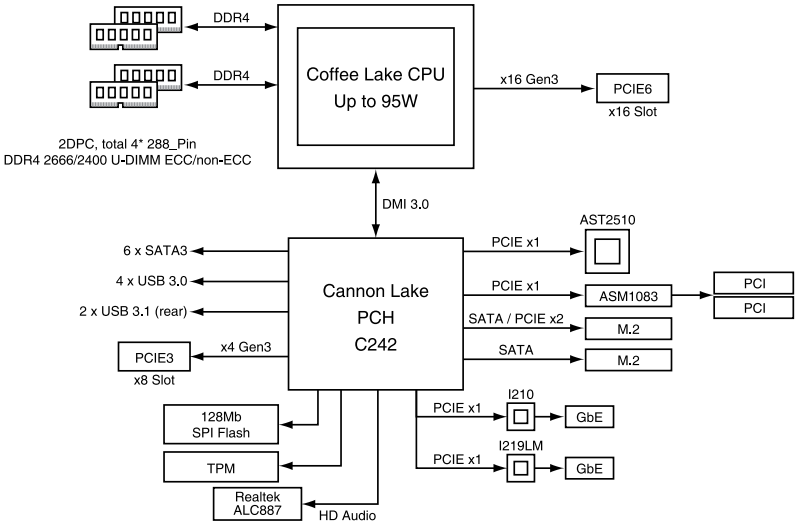 DDR4
DDR4
Coffee Lake CPU
Up to 95W
x16 Gen3
PCIE6
x16 Slot
2DPC, total 4* 288_Pin
DDR4 2666/2400 U-DIMM ECC/non-ECC
DMI 3.0
6 x SATA3
4 x USB 3.0
2 x USB 3.1 (rear)
x4 Gen3
PCIE3
x8 Slot
Cannon Lake
PCH
C242
PCIE x1
AST2510
PCIE x1
ASM1083
PCI
PCI
SATA / PCIE x2
M.2
SATA
M.2
128Mb
SPI Flash
TPM
Realtek
ALC887
HD Audio
PCIE x1
I210
GbE
PCIE x1
I219LM
GbE